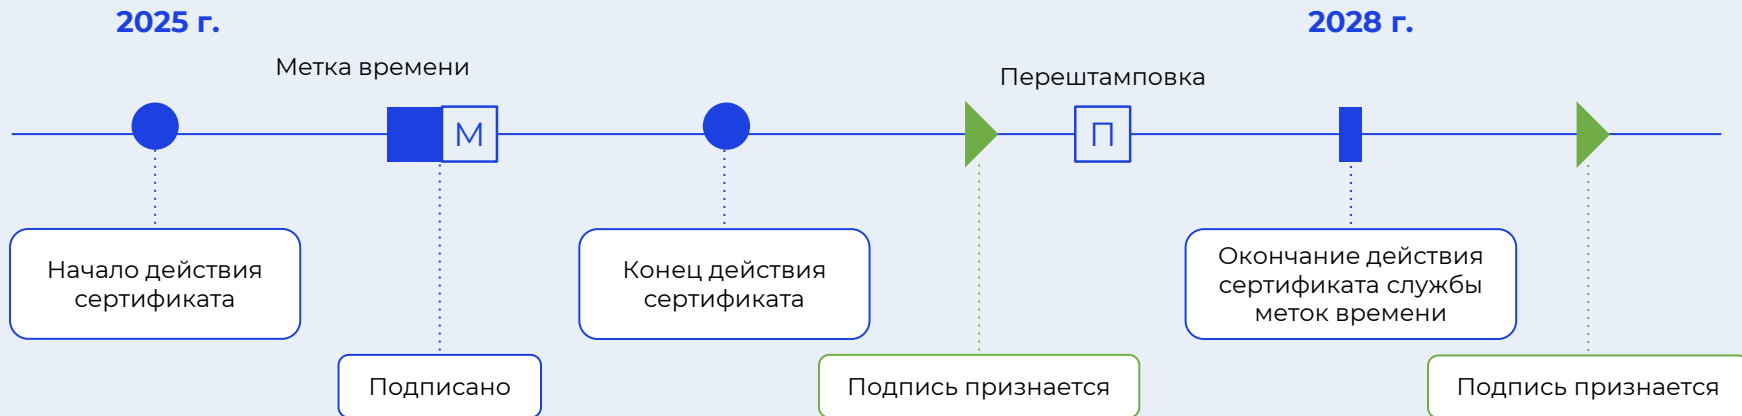 2025 г.
2028 г.
Метка времени
Перештамповка
М
П
Начало действия
сертификата
Конец действия
сертификата
Окончание действия
сертификата службы
меток времени
Подписано
Подпись признается
Подпись признается